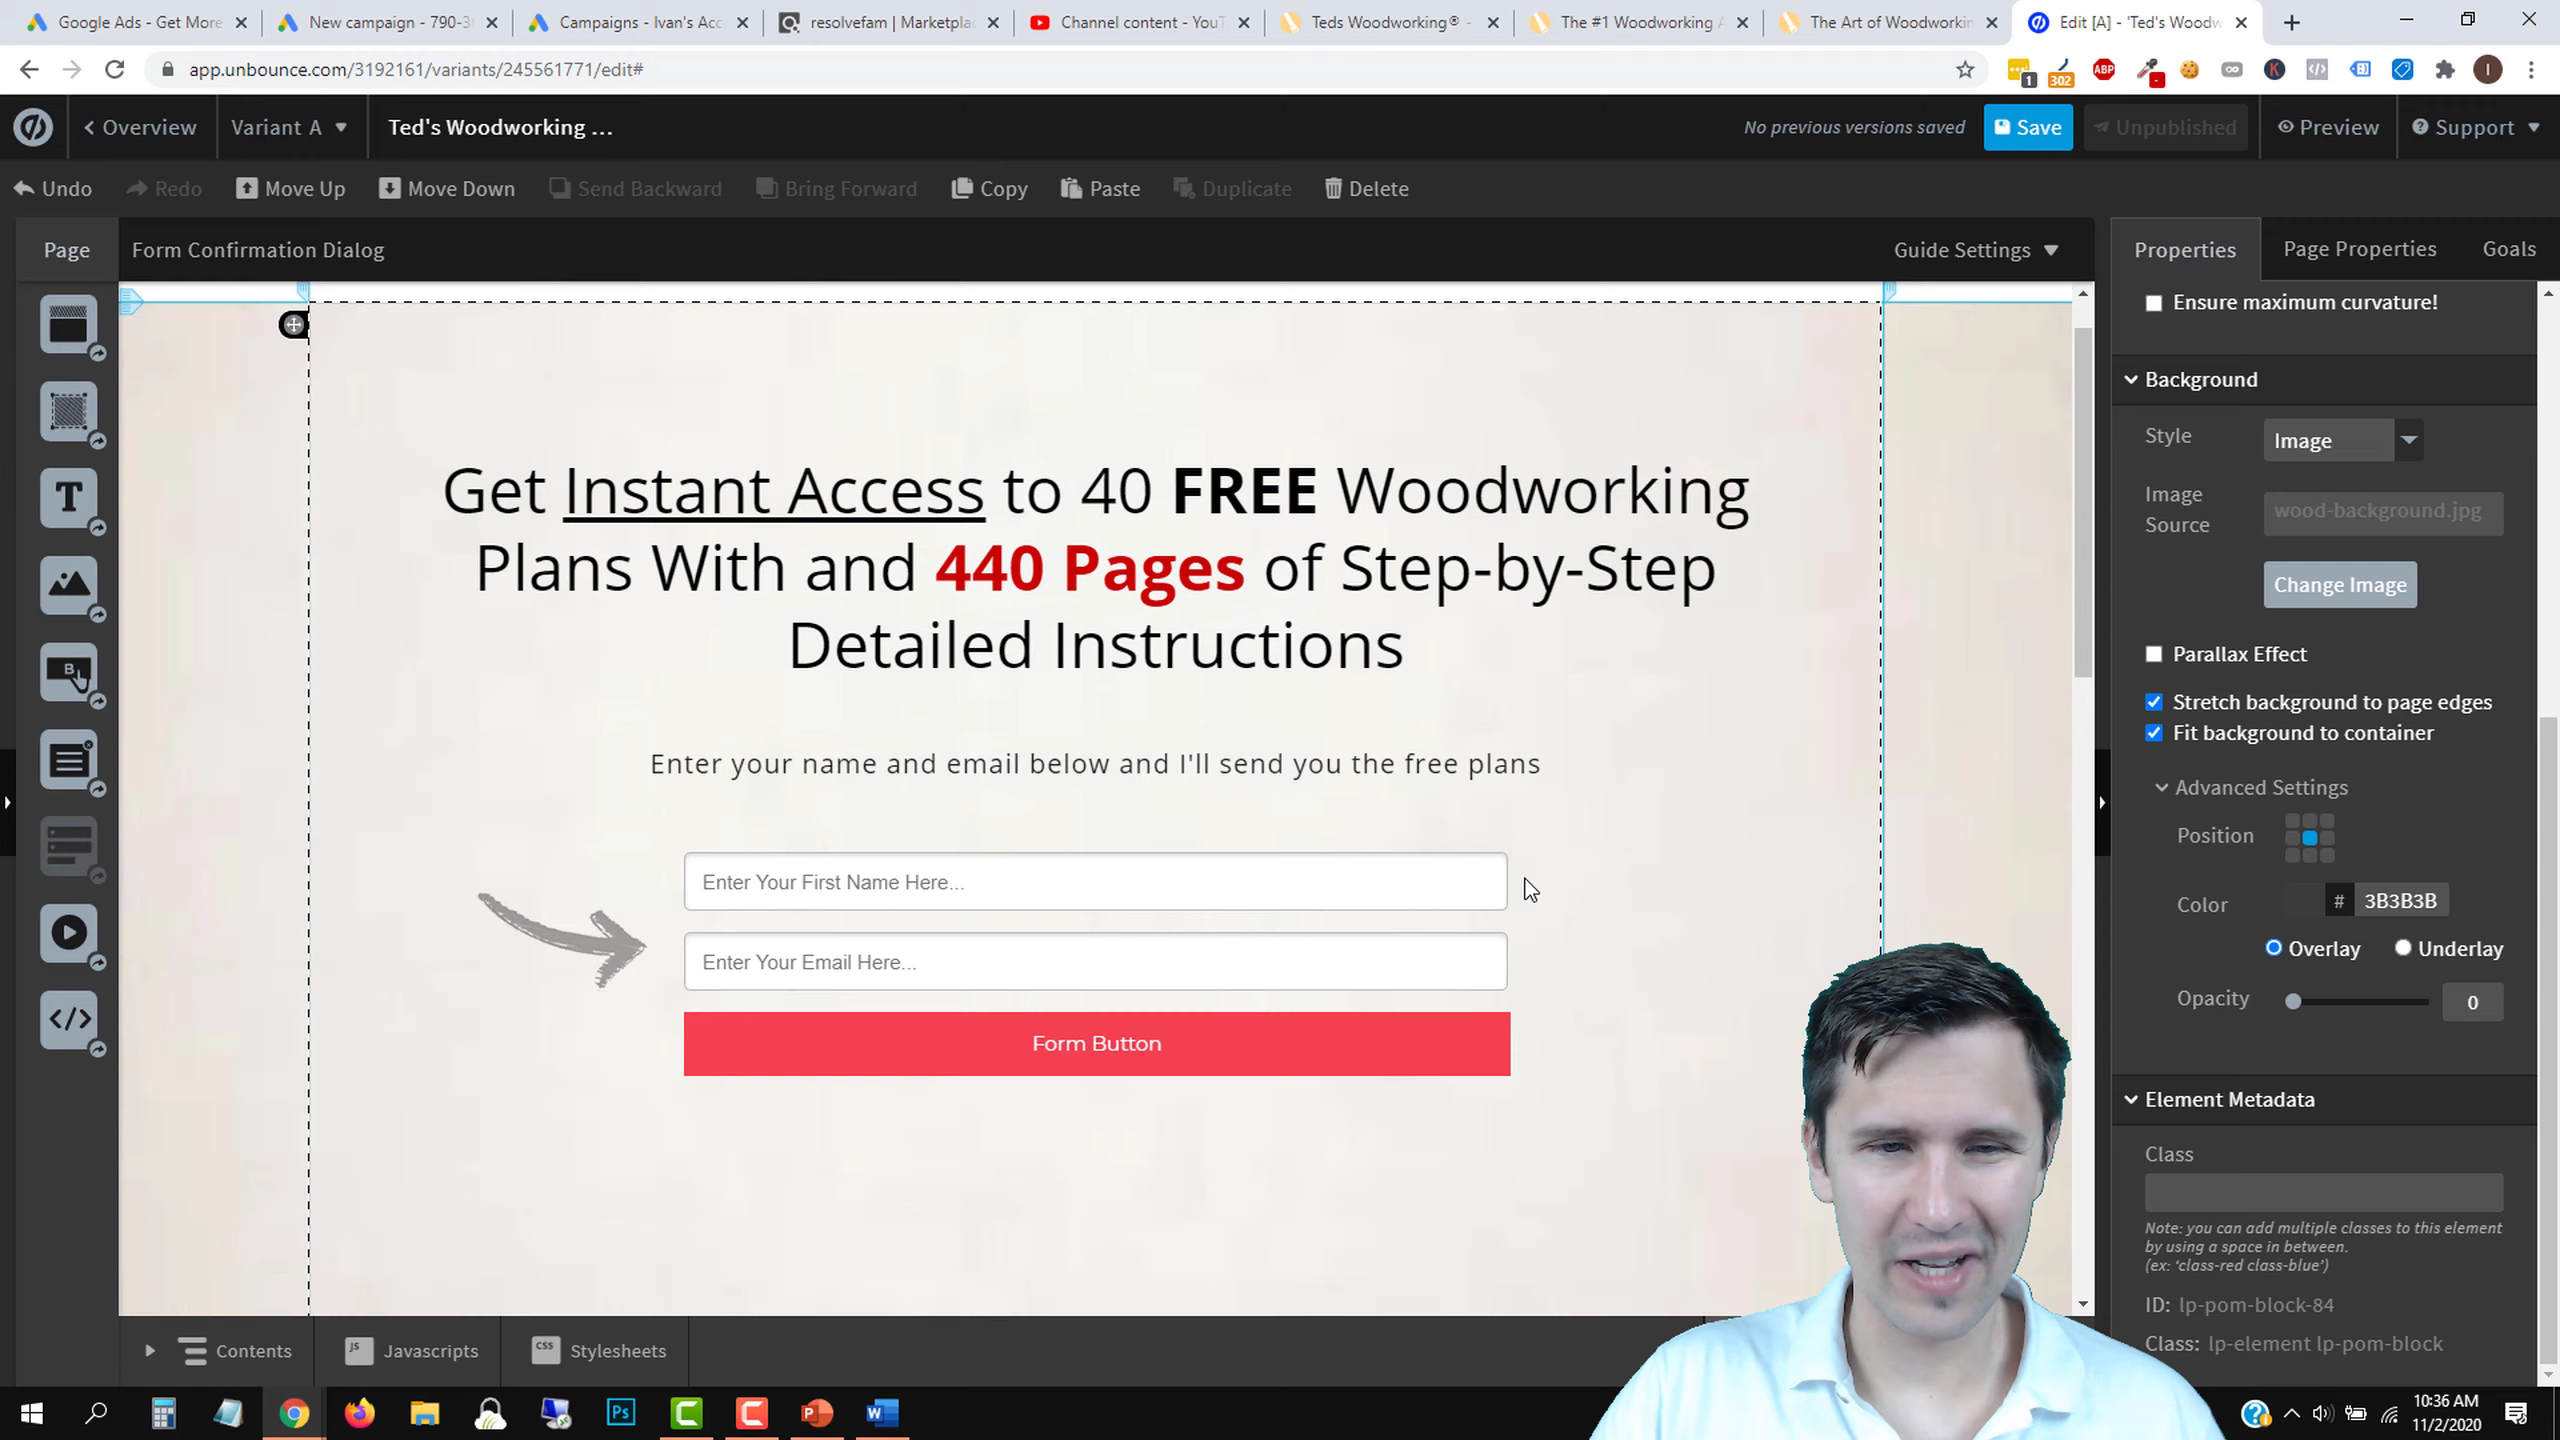 Google Ads - Get More
New campaign - 790-3
Campaigns - Ivan's Acc
resolvefam | Marketpla
Channel content - YouT
Teds Woodworking® -
The #1 Woodworking A
The Art of Woodworkin
Edit [A] - 'Ted's Woodw
app.unbounce.com/3192161/variants/245561771/edit#
1
302
ABP
K
I
Overview
Variant A
Ted's Woodworking ...
No previous versions saved
Save
Unpublished
Preview
Support
Undo
Redo
Move Up
Move Down
Send Backward
Bring Forward
Copy
Paste
Duplicate
Delete
Page
Form Confirmation Dialog
Guide Settings
Properties
Page Properties
Goals
Ensure maximum curvature!
Background
Style
Image
Image
Source
wood-background.jpg
Change Image
Parallax Effect
Stretch background to page edges
Fit background to container
Advanced Settings
Position
Color
# 3B3B3B
Overlay
Underlay
Opacity
0
Element Metadata
Class
Note: you can add multiple classes to this element
by using a space in between.
(ex: 'class-red class-blue')
ID: lp-pom-block-84
Class: lp-element lp-pom-block
T
B
</>
Get Instant Access to 40 FREE Woodworking
Plans With and 440 Pages of Step-by-Step
Detailed Instructions
Enter your name and email below and I'll send you the free plans
Enter Your First Name Here...
Enter Your Email Here...
Form Button
Contents
JS
Javascripts
CSS
Stylesheets
Ps
C
C
P
W
10:36 AM
11/2/2020